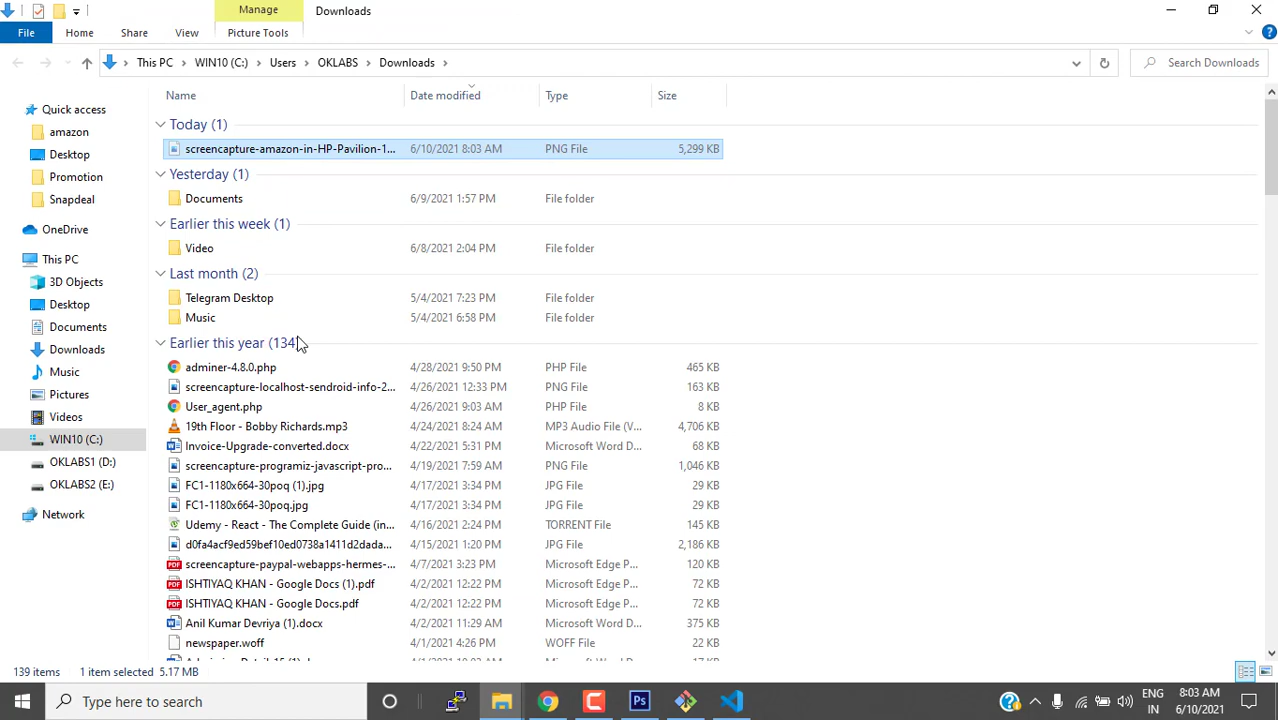 Manage
Downloads
File
Home
Share
View
Picture Tools
This PC
WIN10 (C:)
Users
OKLABS
Downloads
Search Downloads
Name
Date modified
Type
Size
Quick access
amazon
Desktop
Promotion
Snapdeal
OneDrive
This PC
3D Objects
Desktop
Documents
Downloads
Music
Pictures
Videos
WIN10 (C:)
OKLABS1 (D:)
OKLABS2 (E:)
Network
Today (1)
screencapture-amazon-in-HP-Pavilion-1... 6/10/2021 8:03 AM PNG File 5,299 KB
Yesterday (1)
Documents 6/9/2021 1:57 PM File folder
Earlier this week (1)
Video 6/8/2021 2:04 PM File folder
Last month (2)
Telegram Desktop 5/4/2021 7:23 PM File folder
Music 5/4/2021 6:58 PM File folder
Earlier this year (134)
adminer-4.8.0.php 4/28/2021 9:50 PM PHP File 465 KB
screencapture-localhost-sendroid-info-2... 4/26/2021 12:33 PM PNG File 163 KB
User_agent.php 4/26/2021 9:03 AM PHP File 8 KB
19th Floor - Bobby Richards.mp3 4/24/2021 8:24 AM MP3 Audio File (V... 4,706 KB
Invoice-Upgrade-converted.docx 4/22/2021 5:31 PM Microsoft Word D... 68 KB
screencapture-programiz-javascript-pro... 4/19/2021 7:59 AM PNG File 1,046 KB
FC1-1180x664-30poq (1).jpg 4/17/2021 3:34 PM JPG File 29 KB
FC1-1180x664-30poq.jpg 4/17/2021 3:34 PM JPG File 29 KB
Udemy - React - The Complete Guide (in... 4/16/2021 2:24 PM TORRENT File 145 KB
d0fa4acf9ed59bef10ed0738a1411d2dada... 4/15/2021 1:20 PM JPG File 2,186 KB
screencapture-paypal-webapps-hermes-... 4/7/2021 3:23 PM Microsoft Edge P... 120 KB
ISHTIYAQ KHAN - Google Docs (1).pdf 4/2/2021 12:22 PM Microsoft Edge P... 72 KB
ISHTIYAQ KHAN - Google Docs.pdf 4/2/2021 12:22 PM Microsoft Edge P... 72 KB
Anil Kumar Devriya (1).docx 4/1/2021 11:23 AM Microsoft Word D... 375 KB
newspaper.woff 4/1/2021 4:26 PM WOFF File 22 KB
139 items 1 item selected 5.17 MB
Type here to search
Ps
ENG
IN
8:03 AM
6/10/2021